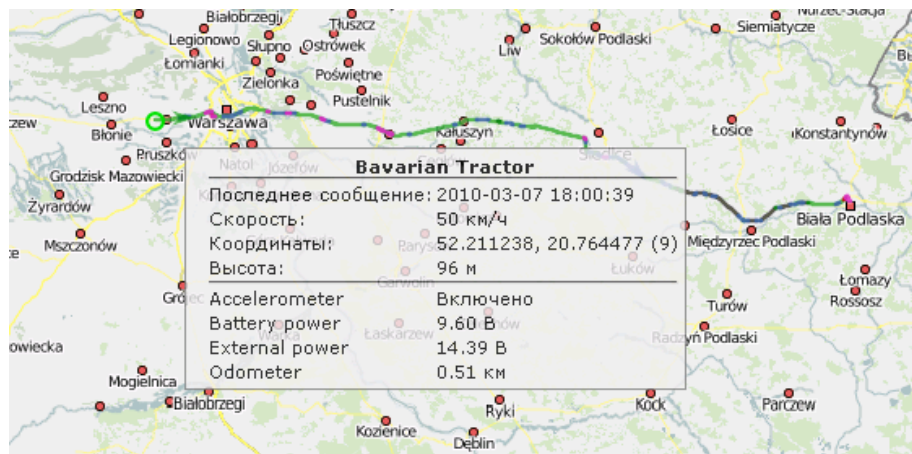 Białobrzegi
Tłuszcz
Nurzec-Stacja
Legionowo
Słupno
Ostrówek
Liw
Sokołów Podlaski
Siemiatycze
Łomianki
Zielonka
Poświętne
Pustelnik
Leszno
zew
Błonie
Warszawa
Kałuszyn
Łosice
Konstantynów
Pruszków
Siedlce
Grodzisk Mazowiecki
Natol
Józefów
Bavarian Tractor
Последнее сообщение: 2010-03-07 18:00:39
Скорость: 50 км/ч
Координаты: 52.211238, 20.764477 (9)
Высота: 96 м
Accelerometer Включено
Battery power 9.60 В
External power 14.39 В
Odometer 0.51 км
Żyrardów
Mszczonów
Biała Podlaska
Międzyrzec Podlaski
Parys
Garwolin
Łuków
Łomazy
Rossosz
Turów
Warka
Łaskarzew
Radzyń Podlaski
owiecka
Mogielnica
Białobrzegi
Ryki
Kock
Parczew
Kozienice
Dęblin